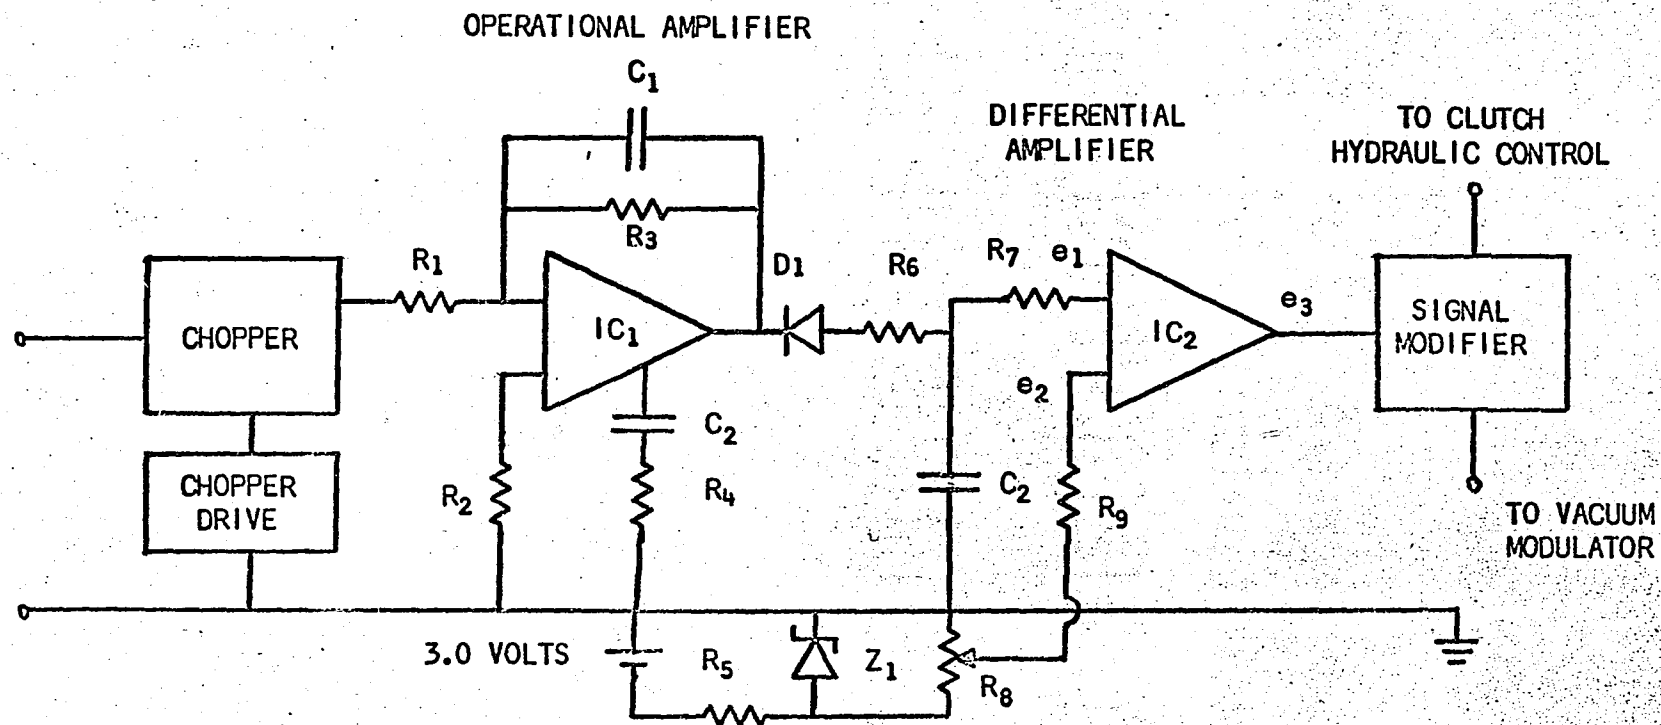 OPERATIONAL AMPLIFIER
C1
R3
DIFFERENTIAL
AMPLIFIER
TO CLUTCH
HYDRAULIC CONTROL
R1
D1
R6
R7
e1
CHOPPER
IC1
IC2
e3
SIGNAL
MODIFIER
e2
C2
CHOPPER
DRIVE
R2
R4
C2
R9
TO VACUUM
MODULATOR
3.0 VOLTS
R5
Z1
R8